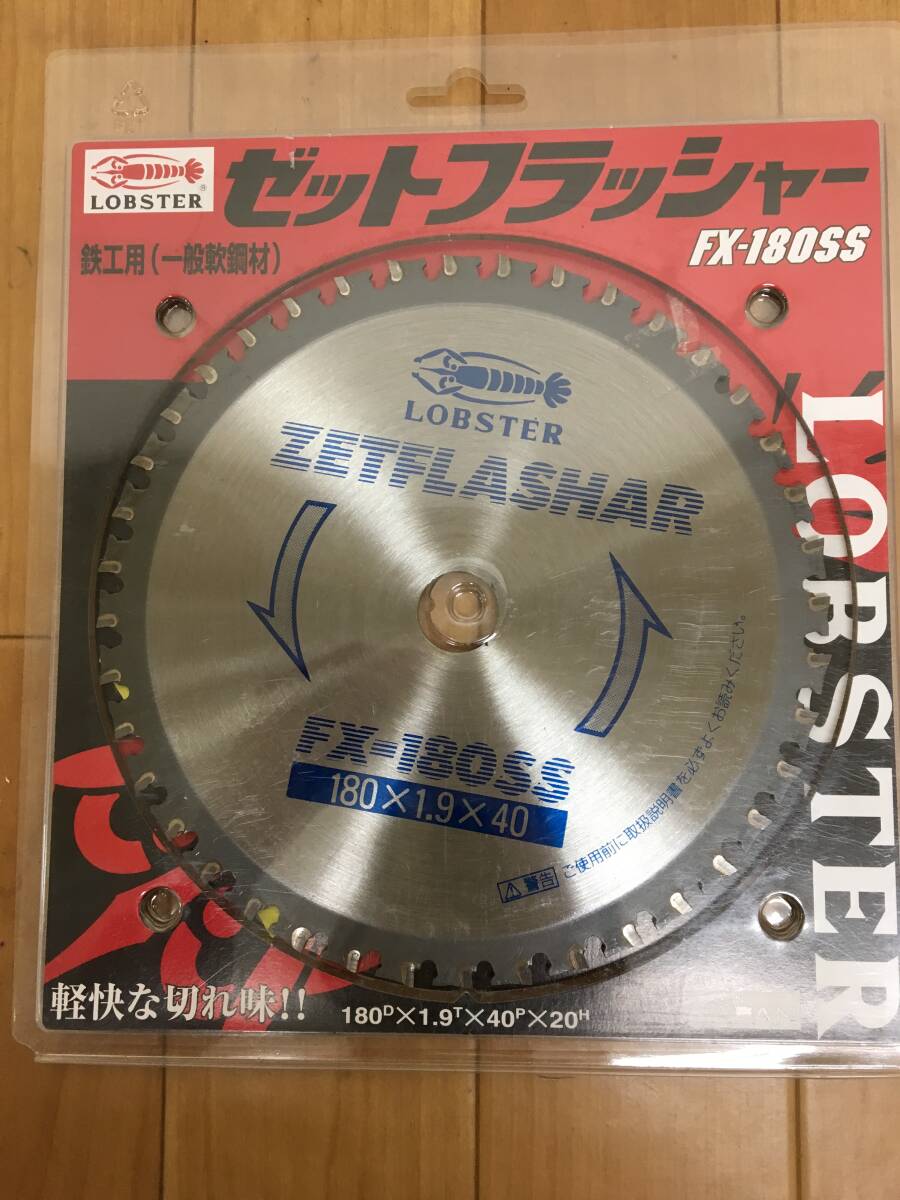 LOBSTER
®
ゼットフラッシャー
FX-180SS
鉄工用(一般軟鋼材)
LOBSTER
ZETFLASHAR
FX-180SS
180×1.9×40
⚠警告 ご使用前に取扱説明書を必ずよくお読みください。
LOBSTER
軽快な切れ味!!
180ᴰ×1.9ᵀ×40ᴾ×20ᴴ